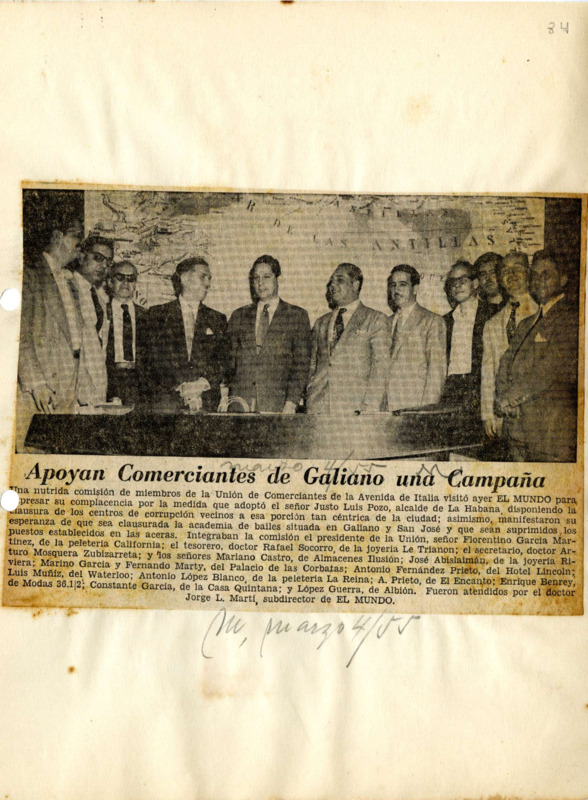 84
R DE
DE LAS ANTILLAS
marzo 4/55 M
Apoyan Comerciantes de Galiano una Campaña
Una nutrida comisión de miembros de la Unión de Comerciantes de la Avenida de Italia visitó ayer EL MUNDO para
expresar su complacencia por la medida que adoptó el señor Justo Luis Pozo, alcalde de La Habana, disponiendo la
clausura de los centros de corrupción vecinos a esa porción tan céntrica de la ciudad; asimismo, manifestaron su
esperanza de que sea clausurada la academia de bailes situada en Galiano y San José y que sean suprimidos los
puestos establecidos en las aceras. Integraban la comisión el presidente de la Unión, señor Florentino García Mar-
tínez, de la peletería California; el tesorero, doctor Rafael Socorro, de la joyería Le Trianon; el secretario, doctor Ar-
turo Mosquera Zubizarreta; y los señores Mariano Castro, de Almacenes Ilusión; José Abislaimán, de la joyería Ri-
viera; Marino García y Fernando Marty, del Palacio de las Corbatas; Antonio Fernández Prieto, del Hotel Lincoln;
Luis Muñiz, del Waterloo; Antonio López Blanco, de la peletería La Reina; A. Prieto, de El Encanto; Enrique Benrey,
de Modas 36.1|2; Constante García, de la Casa Quintana; y López Guerra, de Albión. Fueron atendidos por el doctor
Jorge L. Martí, subdirector de EL MUNDO.
M, marzo 4/55